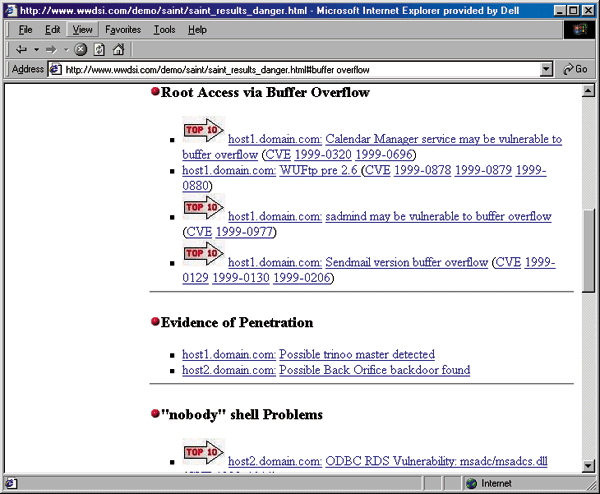 http://www.wwdsi.com/demo/saint/saint_results_danger.html - Microsoft Internet Explorer provided by Dell
File Edit View Favorites Tools Help
Address http://www.wwdsi.com/demo/saint/saint_results_danger.html#buffer overflow Go
Root Access via Buffer Overflow
TOP 10 host1.domain.com: Calendar Manager service may be vulnerable to
buffer overflow (CVE 1999-0320 1999-0696)
host1.domain.com: WUFtp pre 2.6 (CVE 1999-0878 1999-0879 1999-
0880)
TOP 10 host1.domain.com: sadmind may be vulnerable to buffer overflow
(CVE 1999-0977)
TOP 10 host1.domain.com: Sendmail version buffer overflow (CVE 1999-
0129 1999-0130 1999-0206)
Evidence of Penetration
host1.domain.com: Possible trinoo master detected
host2.domain.com: Possible Back Orifice backdoor found
"nobody" shell Problems
TOP 10 host2.domain.com: ODBC RDS Vulnerability: msadc/msadcs.dll
Internet